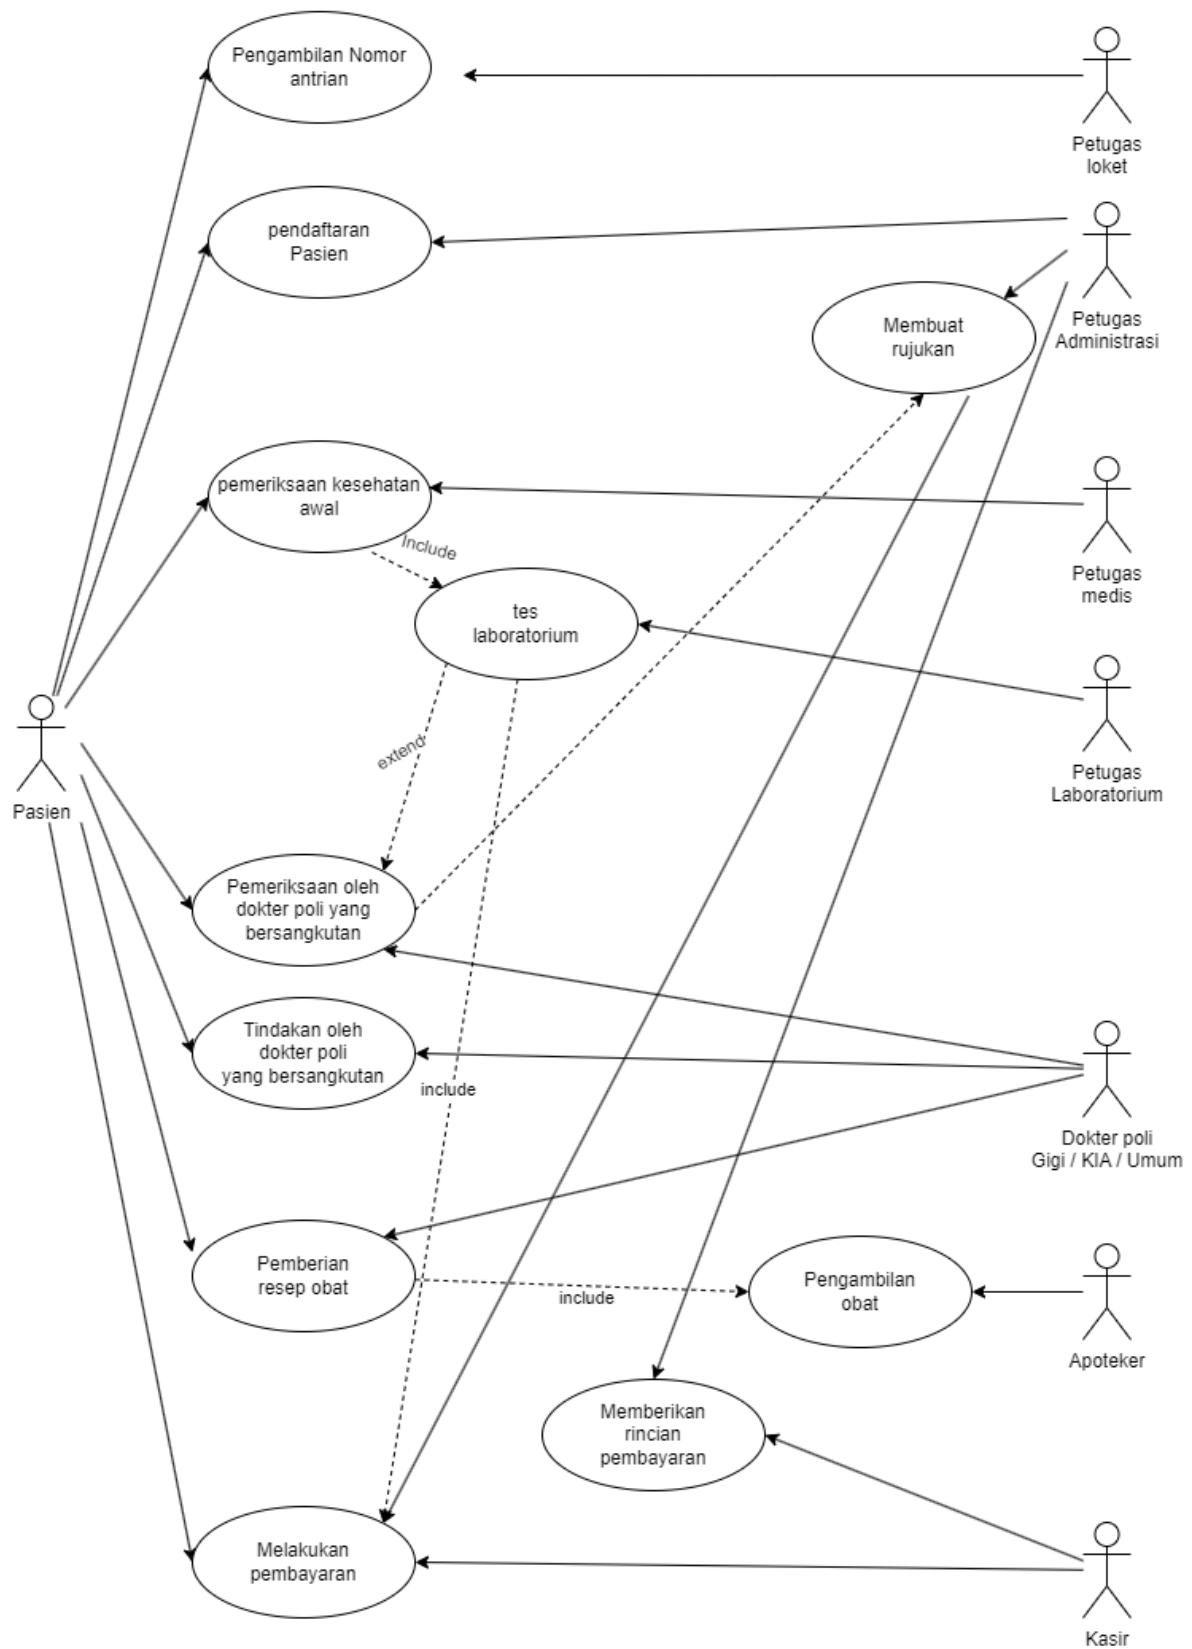 Pengambilan Nomor
antrian
Petugas
loket
pendaftaran
Pasien
Petugas
Administrasi
Membuat
rujukan
pemeriksaan kesehatan
awal
Include
Petugas
medis
tes
laboratorium
Petugas
Laboratorium
extend
Pasien
Pemeriksaan oleh
dokter poli yang
bersangkutan
Tindakan oleh
dokter poli
yang bersangkutan
include
Dokter poli
Gigi / KIA / Umum
Pemberian
resep obat
include
Pengambilan
obat
Apoteker
Memberikan
rincian
pembayaran
Melakukan
pembayaran
Kasir